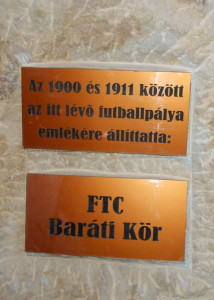 Az 1900 és 1911 között
az itt lévő futballpálya
emlékére állíttatta:
FTC
Baráti Kör